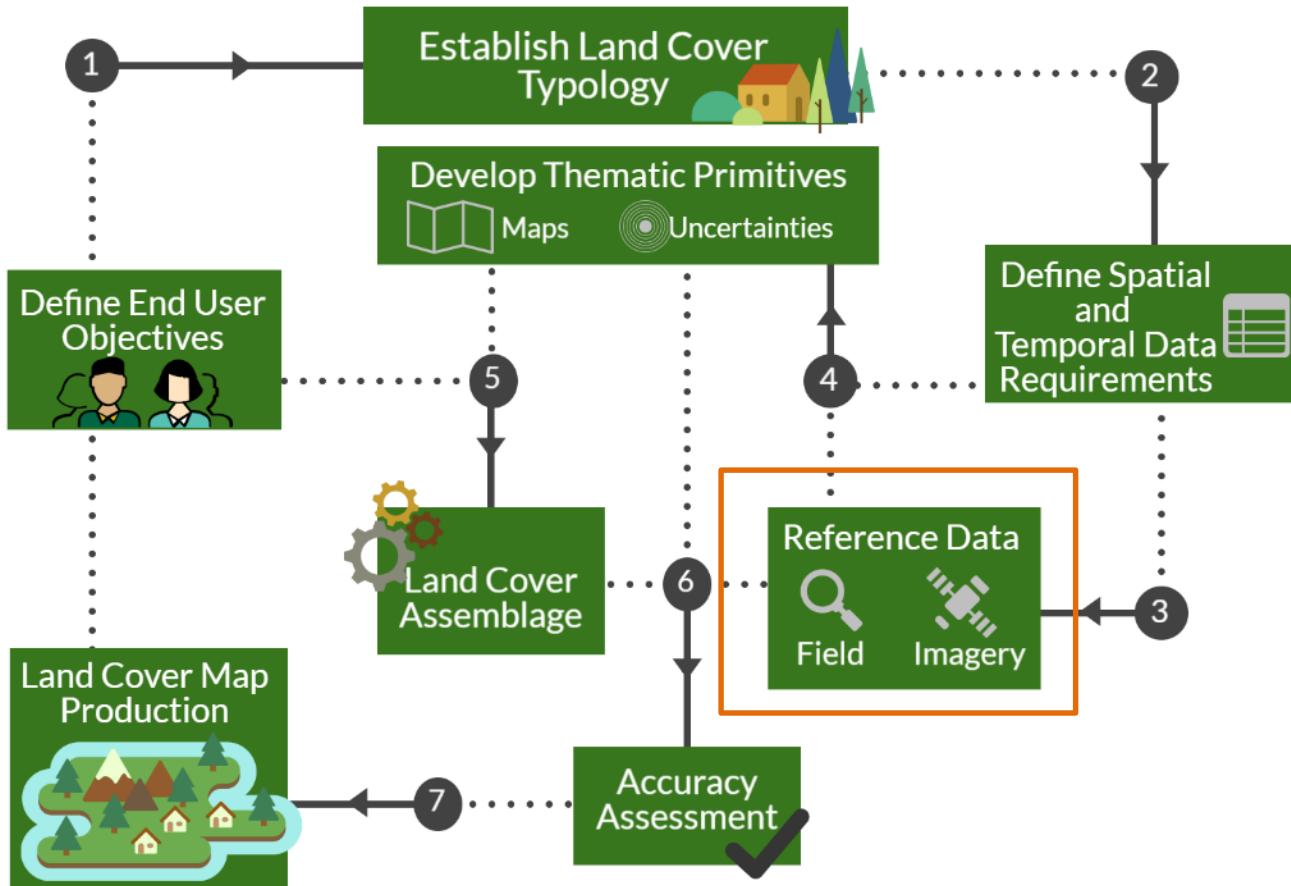 1
Establish Land Cover
Typology
2
Develop Thematic Primitives
Maps
Uncertainties
Define End User
Objectives
Define Spatial
and
Temporal Data
Requirements
5
4
Land Cover
Assemblage
6
Reference Data
Field
Imagery
3
Land Cover Map
Production
7
Accuracy
Assessment